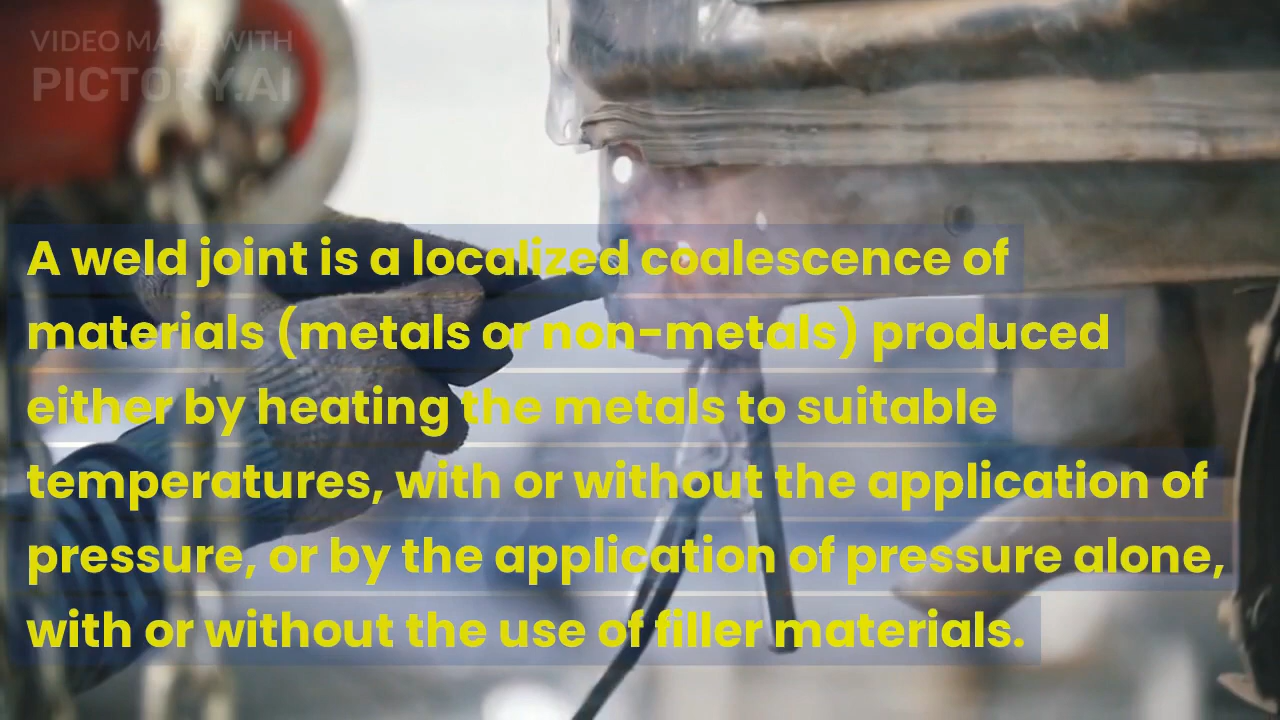 VIDEO MADE WITH
PICTORY.AI
A weld joint is a localized coalescence of
materials (metals or non-metals) produced
either by heating the metals to suitable
temperatures, with or without the application of
pressure, or by the application of pressure alone,
with or without the use of filler materials.